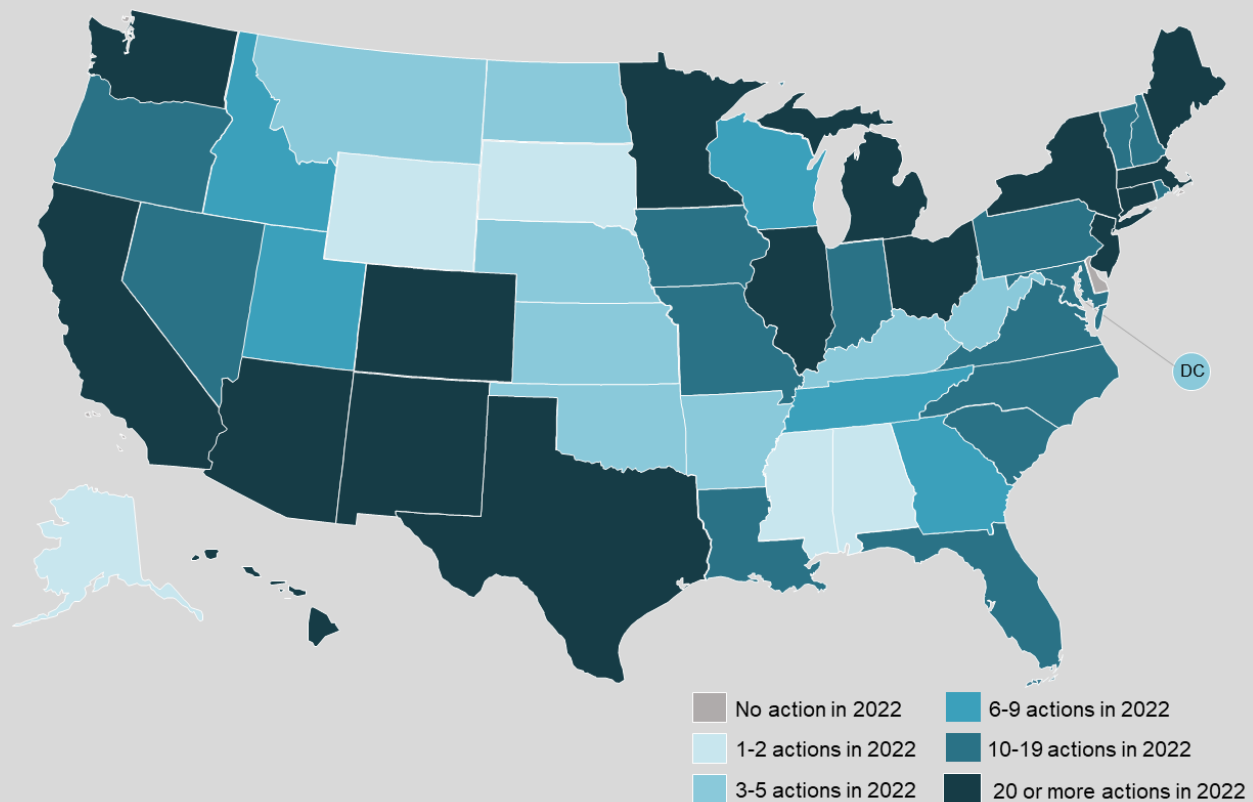 DC
No action in 2022
1-2 actions in 2022
3-5 actions in 2022
6-9 actions in 2022
10-19 actions in 2022
20 or more actions in 2022